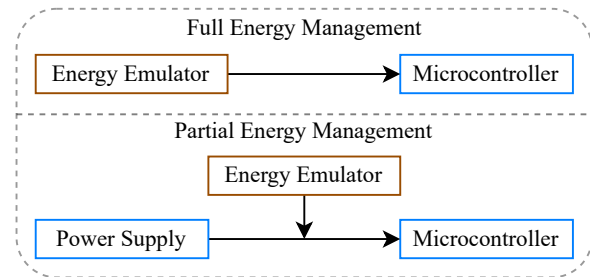 Full Energy Management
Energy Emulator
Microcontroller
Partial Energy Management
Energy Emulator
Power Supply
Microcontroller